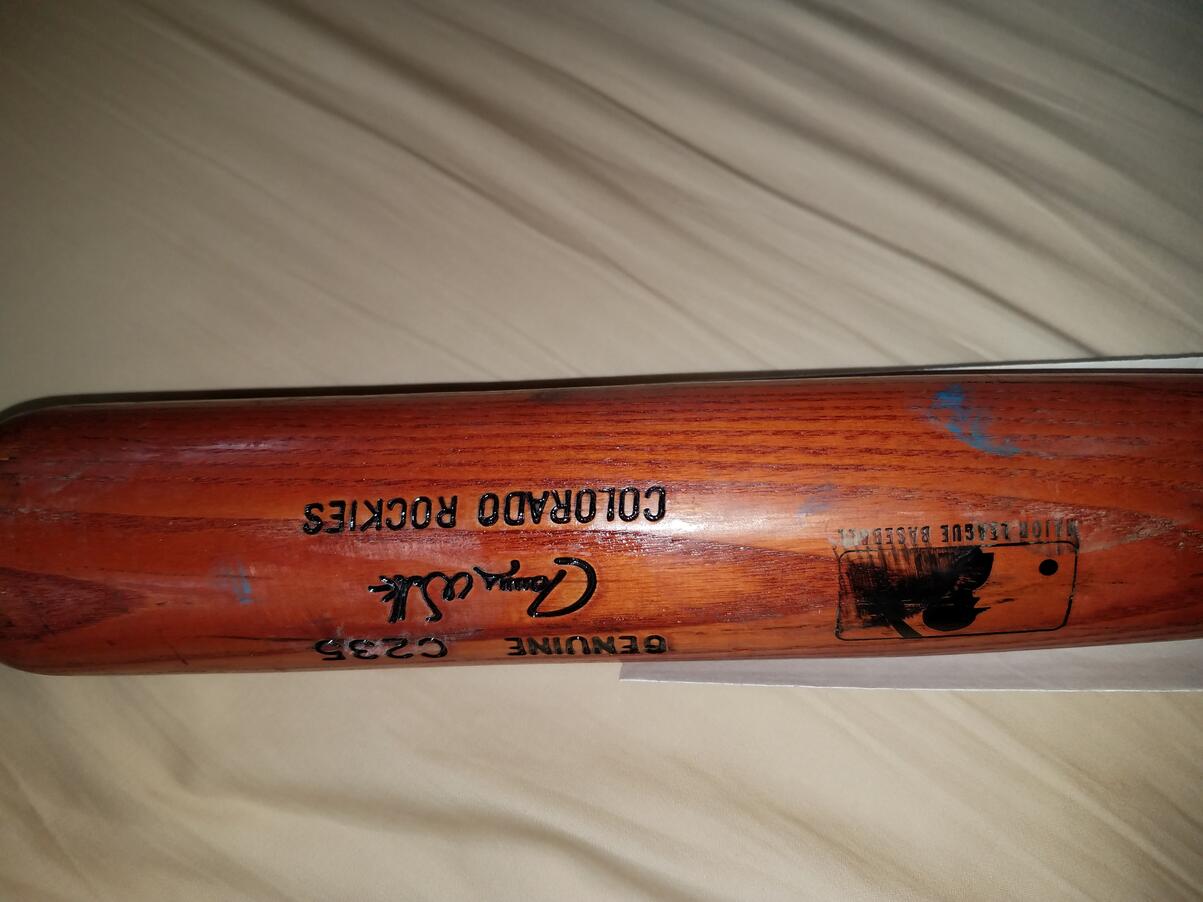 GENUINE C235
COLORADO ROCKIES
MAJOR LEAGUE BASEBALL